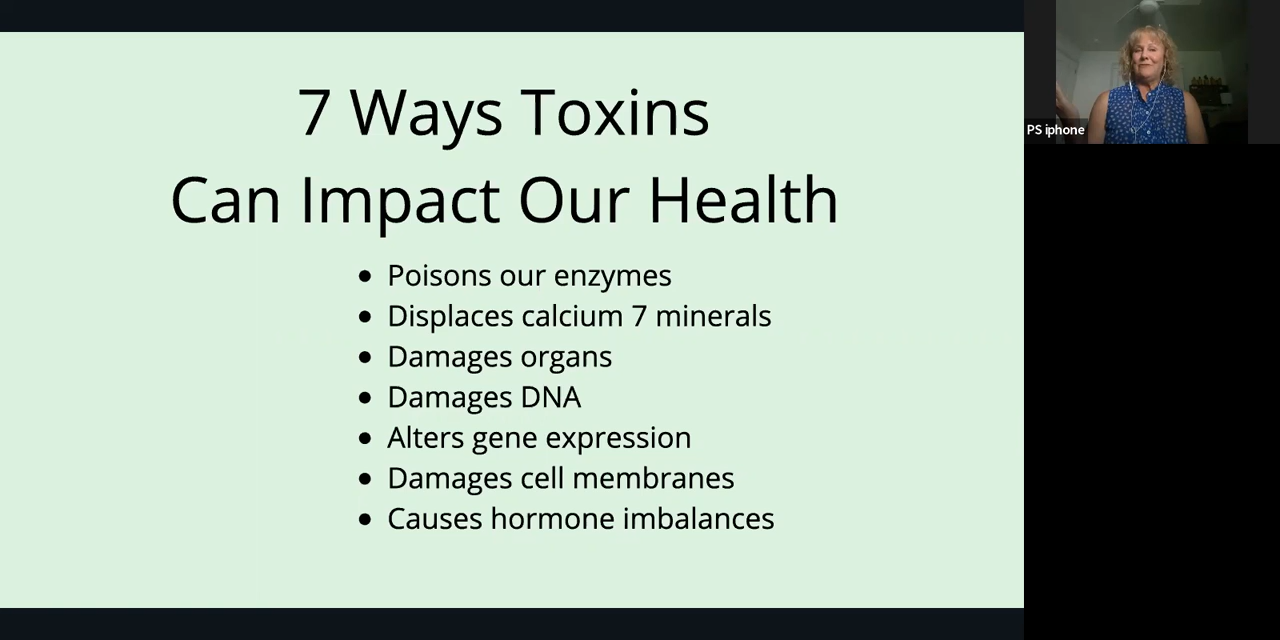 7 Ways Toxins
Can Impact Our Health
• Poisons our enzymes
• Displaces calcium 7 minerals
• Damages organs
• Damages DNA
• Alters gene expression
• Damages cell membranes
• Causes hormone imbalances
PS iphone